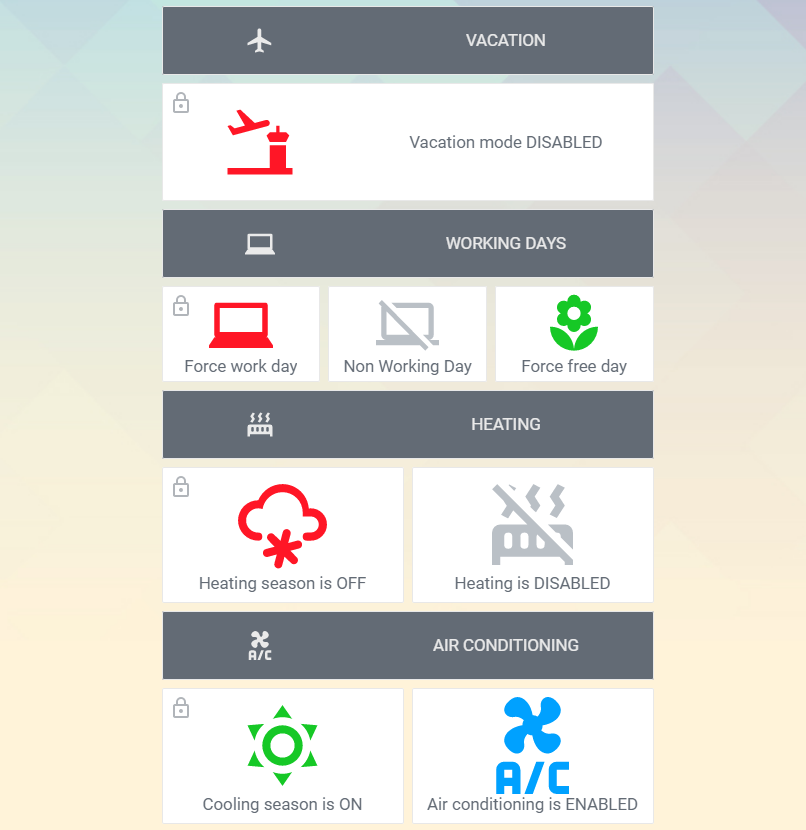 VACATION
Vacation mode DISABLED
WORKING DAYS
Force work day
Non Working Day
Force free day
HEATING
Heating season is OFF
Heating is DISABLED
A/C
AIR CONDITIONING
Cooling season is ON
A/C
Air conditioning is ENABLED